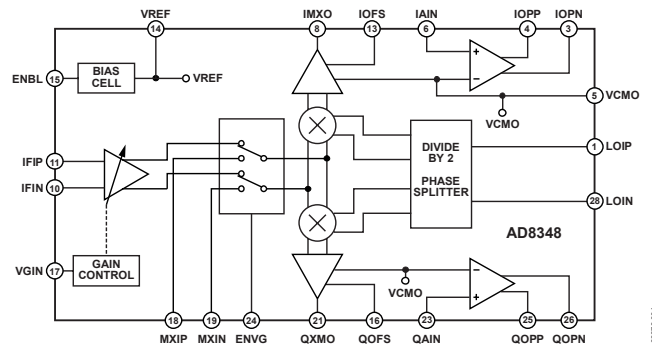 VREF IMXO IOFS IAIN IOPP IOPN
14 8 13 6 4 3
ENBL 15 BIAS CELL VREF
VCMO 5 VCMO
IFIP 11
IFIN 10
DIVIDE BY 2
PHASE SPLITTER
1 LOIP
28 LOIN
AD8348
VGIN 17 GAIN CONTROL
VCMO
18 19 24 21 16 23 25 26
MXIP MXIN ENVG QXMO QOFS QAIN QOPP QOPN